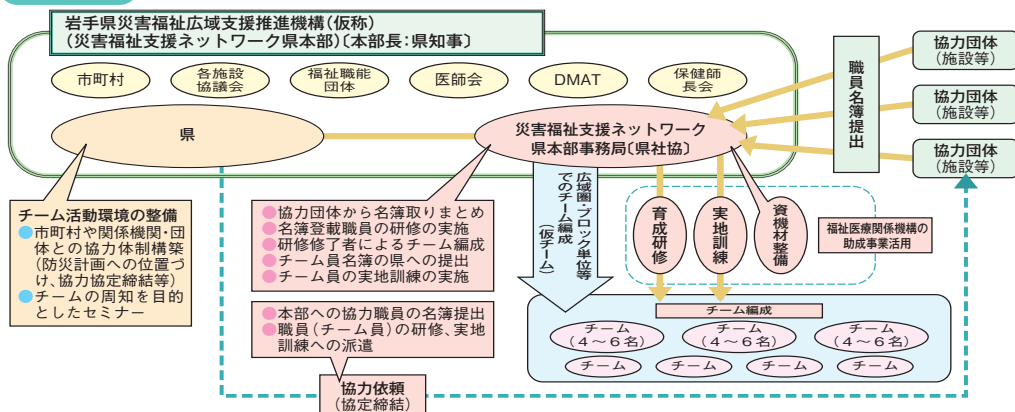 岩手県災害福祉広域支援推進機構(仮称)
(災害福祉支援ネットワーク県本部)〔本部長:県知事〕
市町村
各施設
協議会
福祉職能
団体
医師会
DMAT
保健師
長会
県
災害福祉支援ネットワーク
県本部事務局〔県社協〕
職員名簿提出
協力団体
(施設等)
協力団体
(施設等)
協力団体
(施設等)
チーム活動環境の整備
●市町村や関係機関・団
体との協力体制構築
(防災計画への位置づ
け、協力協定締結等)
●チームの周知を目的
としたセミナー
●協力団体から名簿取りまとめ
●名簿登載職員の研修の実施
●研修修了者によるチーム編成
●チーム員名簿の県への提出
●チーム員の実地訓練の実施
●本部への協力職員の名簿提出
●職員(チーム員)の研修、実地
訓練への派遣
協力依頼
(協定締結)
広域圏・ブロック単位等
でのチーム編成
(仮チーム)
育成研修
実地訓練
資機材整備
福祉医療関係機構の
助成事業活用
チーム編成
チーム
(4〜6名)
チーム
(4〜6名)
チーム
(4〜6名)
チーム
チーム
チーム
チーム